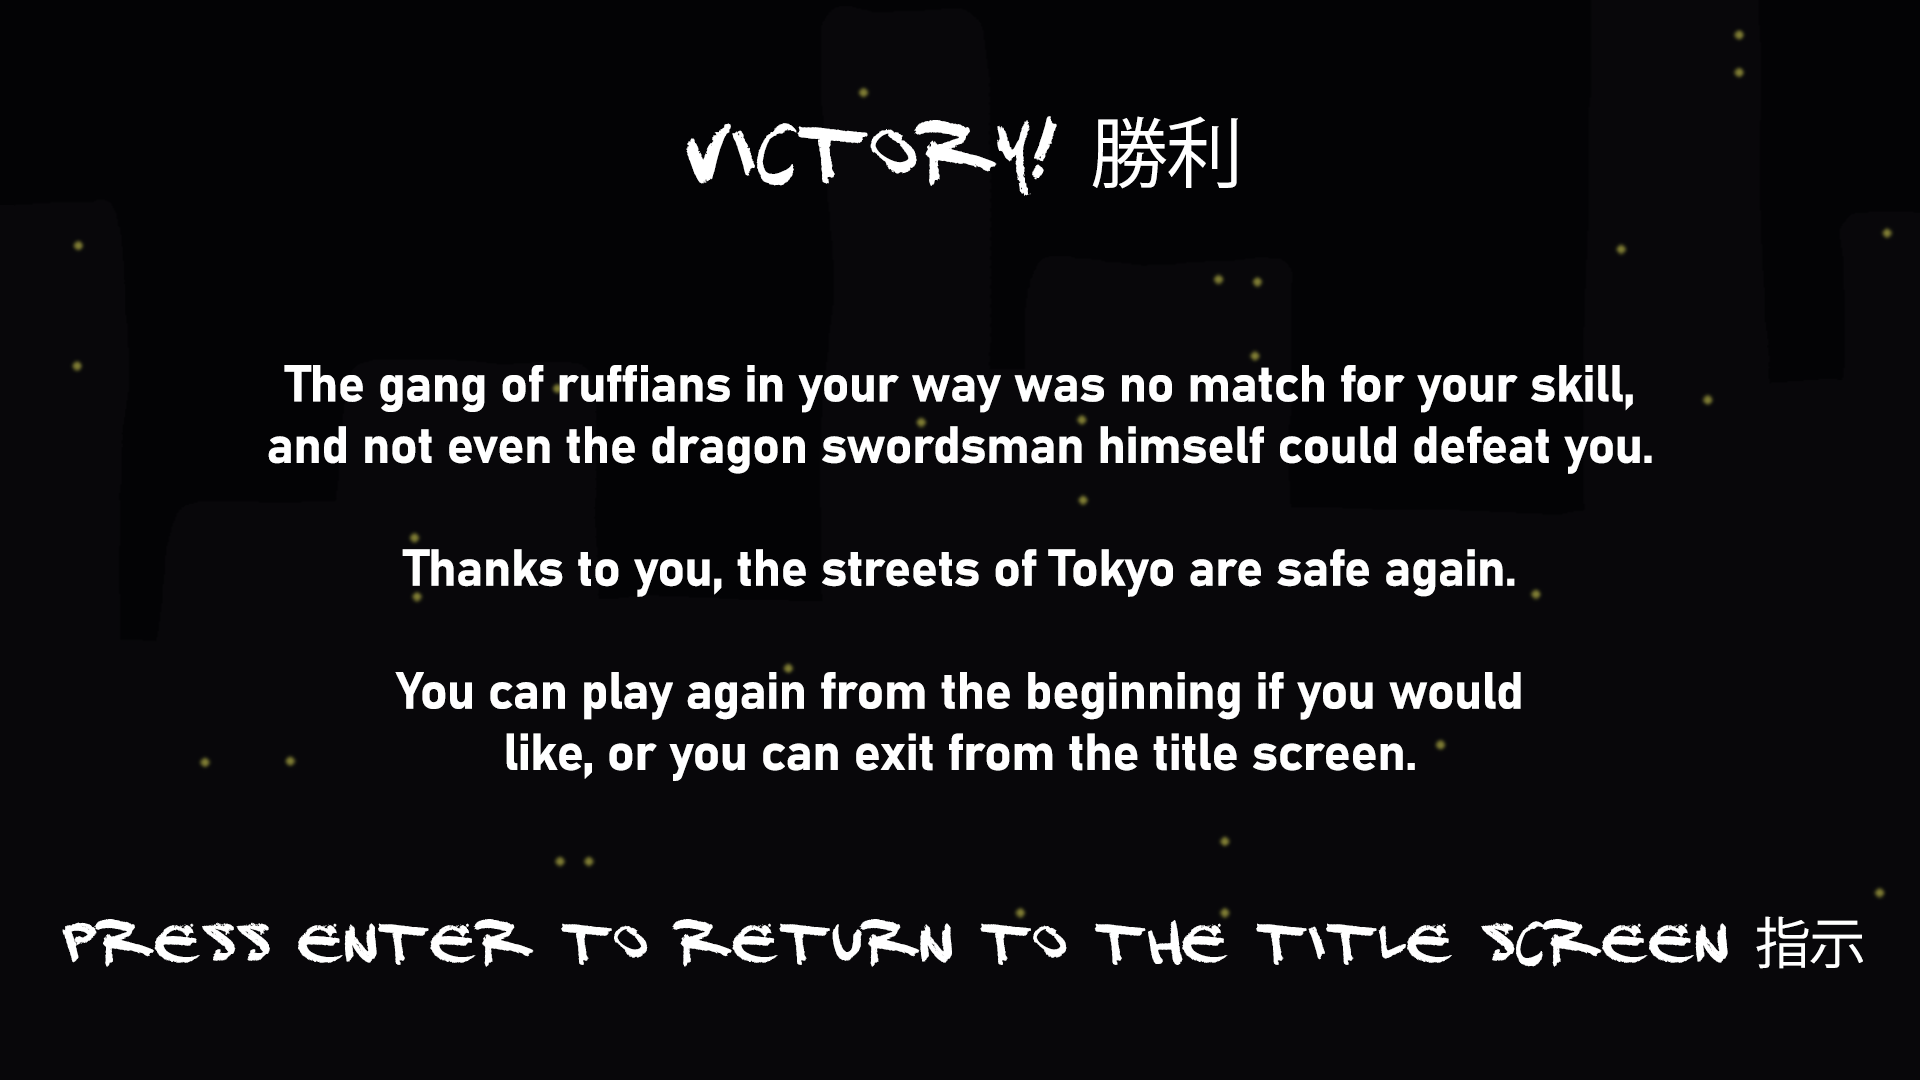 VICTORY! 勝利
The gang of ruffians in your way was no match for your skill,
and not even the dragon swordsman himself could defeat you.
Thanks to you, the streets of Tokyo are safe again.
You can play again from the beginning if you would
like, or you can exit from the title screen.
PRESS ENTER TO RETURN TO THE TITLE SCREEN 指示